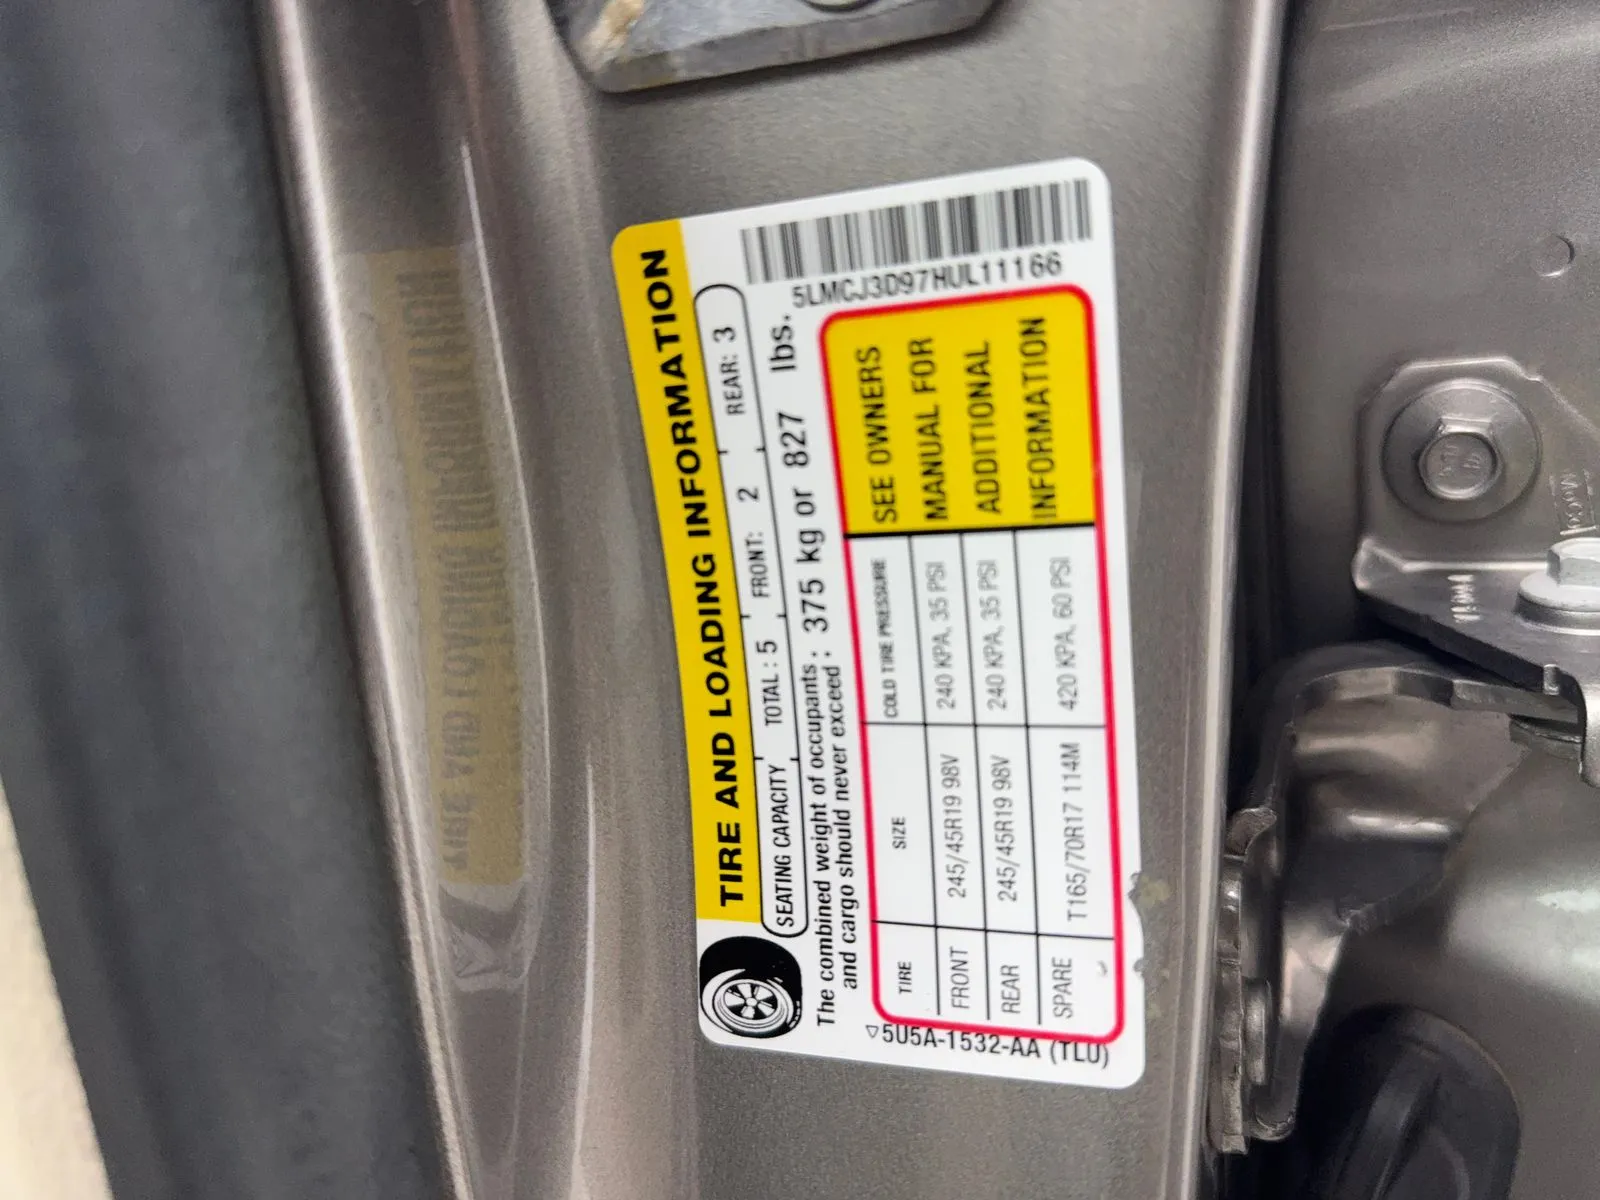 TIRE AND LOADING INFORMATION
SEATING CAPACITY TOTAL : 5 FRONT: 2 REAR: 3
The combined weight of occupants : 375 kg or 827 lbs.
and cargo should never exceed :
5LMCJ3D97HUL11166
TIRE SIZE COLD TIRE PRESSURE
FRONT 245/45R19 98V 240 KPA, 35 PSI
REAR 245/45R19 98V 240 KPA, 35 PSI
SPARE T165/70R17 114M 420 KPA, 60 PSI
SEE OWNERS
MANUAL FOR
ADDITIONAL
INFORMATION
5U5A-1532-AA (TLU)